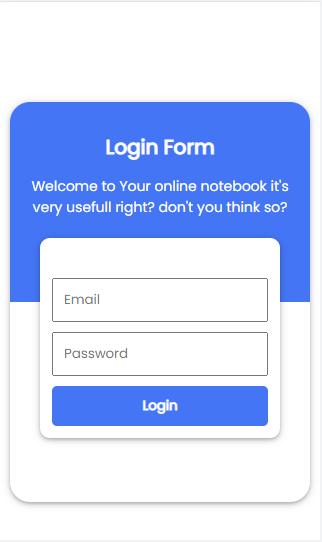 Login Form
Welcome to Your online notebook it's
very usefull right? don't you think so?
Email
Password
Login